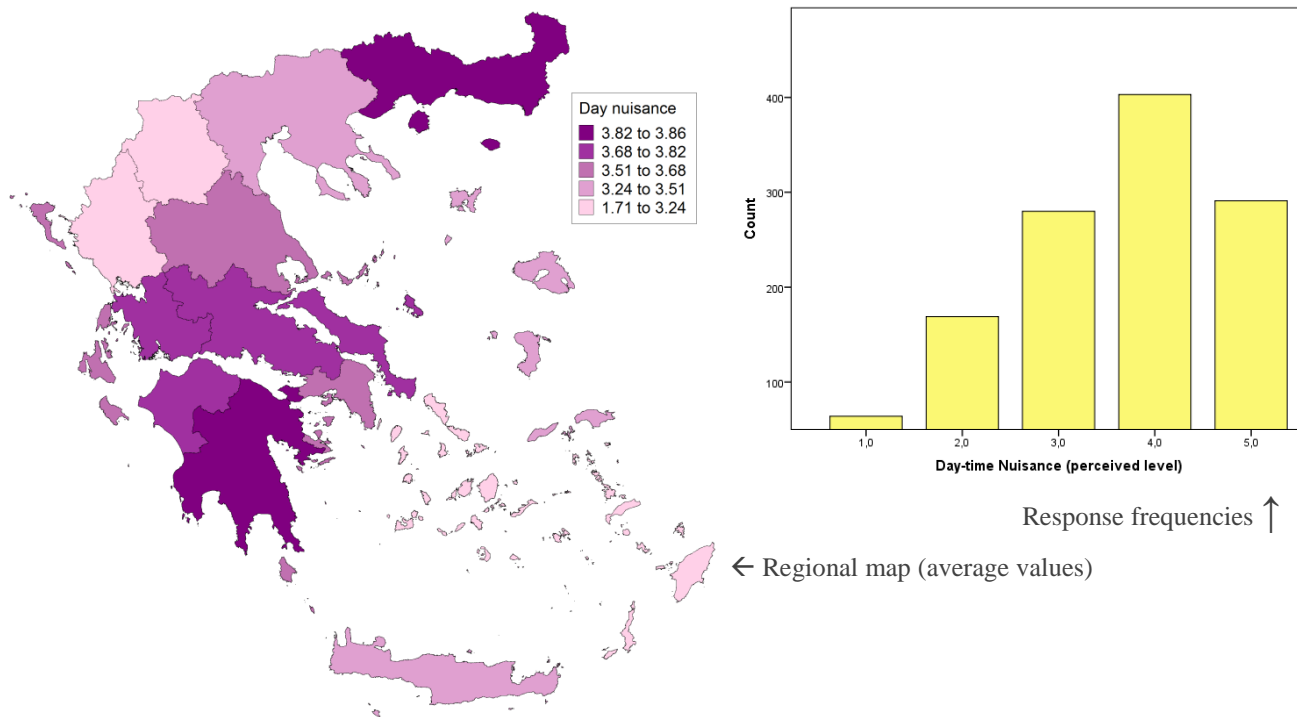 Day nuisance
3.82 to 3.86
3.68 to 3.82
3.51 to 3.68
3.24 to 3.51
1.71 to 3.24
400
300
200
100
Count
1,0 2,0 3,0 4,0 5,0
Day-time Nuisance (perceived level)
Response frequencies ↑
← Regional map (average values)